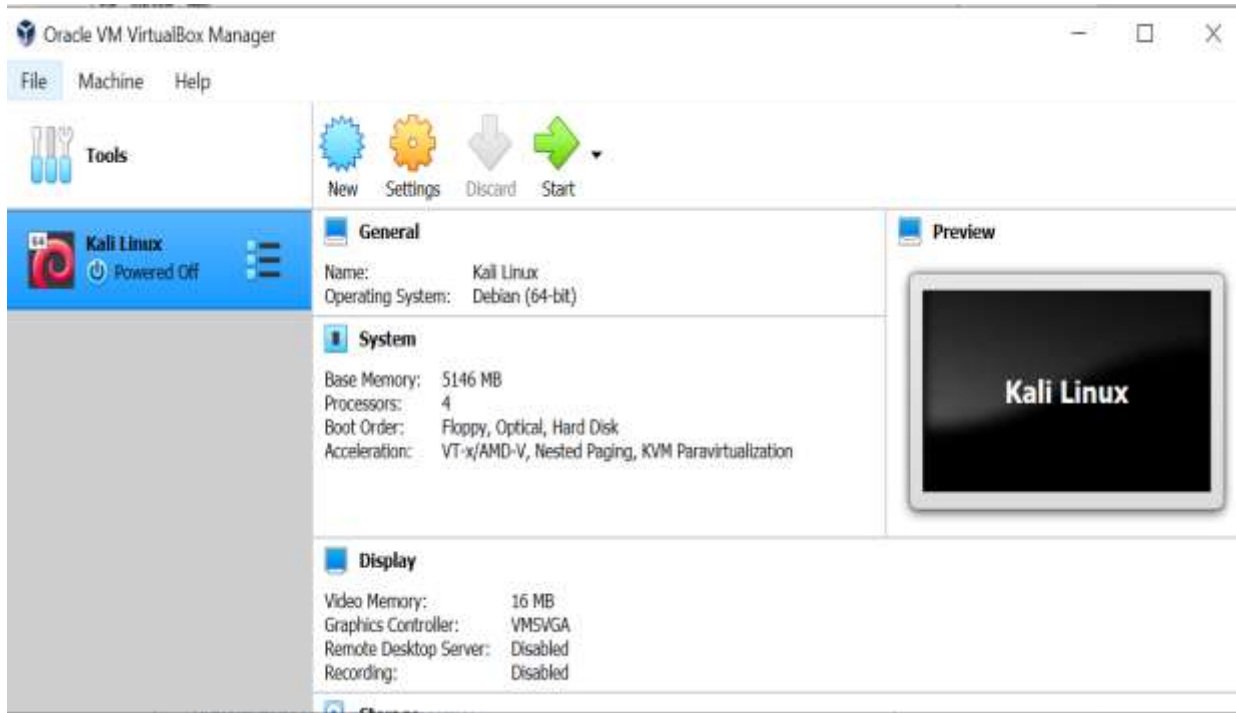 Oracle VM VirtualBox Manager
File Machine Help
Tools
New Settings Discard Start
64
Kali Linux
Powered Off
General
Name: Kali Linux
Operating System: Debian (64-bit)
Preview
Kali Linux
System
Base Memory: 5146 MB
Processors: 4
Boot Order: Floppy, Optical, Hard Disk
Acceleration: VT-x/AMD-V, Nested Paging, KVM Paravirtualization
Display
Video Memory: 16 MB
Graphics Controller: VMSVGA
Remote Desktop Server: Disabled
Recording: Disabled